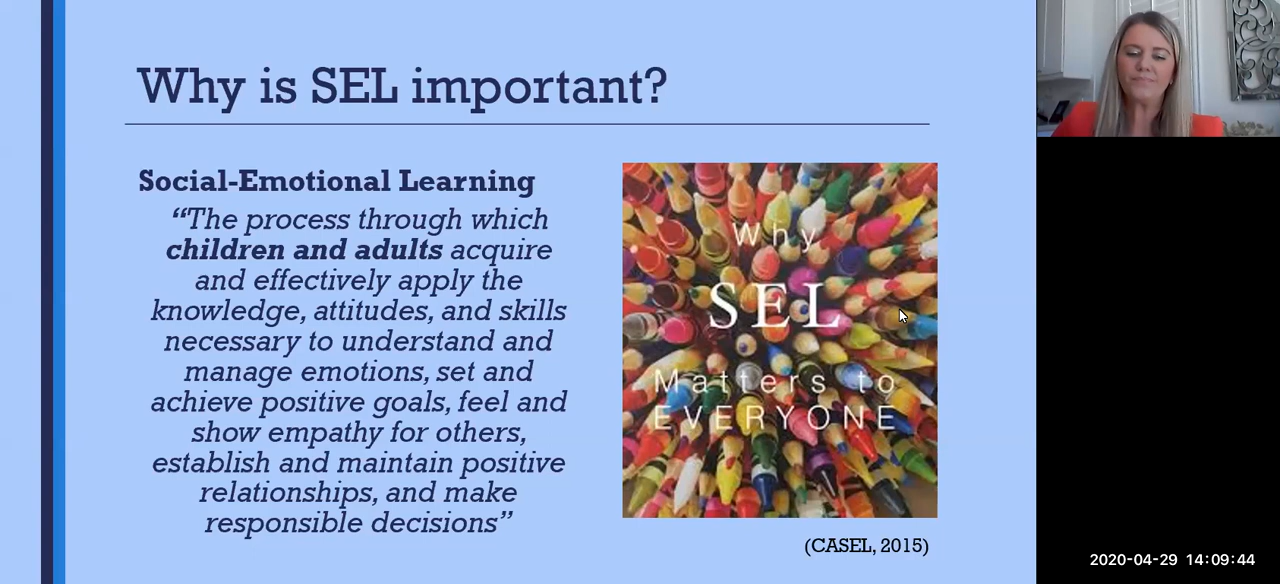 Why is SEL important?
Social-Emotional Learning
“The process through which
children and adults acquire
and effectively apply the
knowledge, attitudes, and skills
necessary to understand and
manage emotions, set and
achieve positive goals, feel and
show empathy for others,
establish and maintain positive
relationships, and make
responsible decisions”
Why
SEL
Matters to
EVERYONE
(CASEL, 2015)
2020-04-29 14:09:44